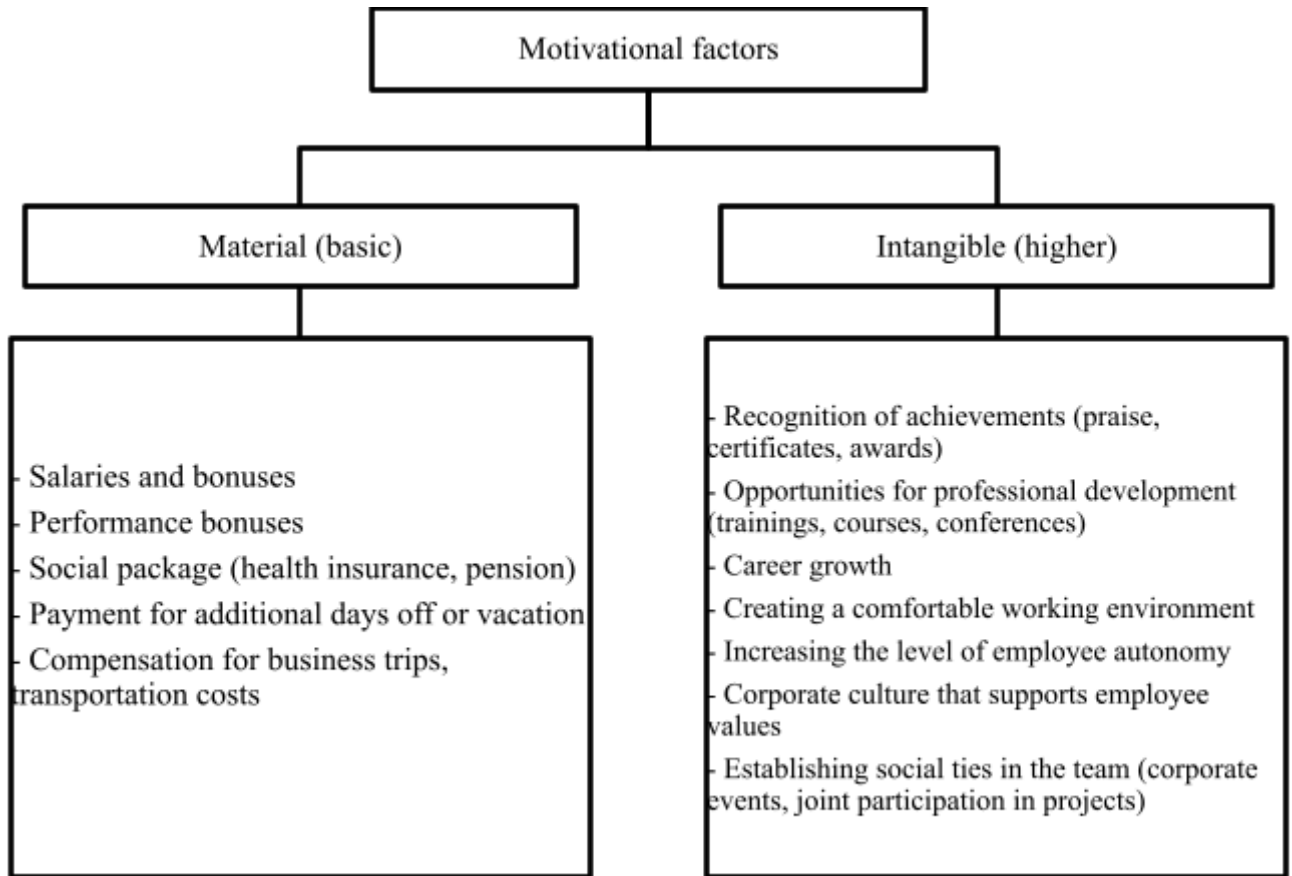 Motivational factors
Material (basic)
Intangible (higher)
- Salaries and bonuses
- Performance bonuses
- Social package (health insurance, pension)
- Payment for additional days off or vacation
- Compensation for business trips,
transportation costs
- Recognition of achievements (praise,
certificates, awards)
- Opportunities for professional development
(trainings, courses, conferences)
- Career growth
- Creating a comfortable working environment
- Increasing the level of employee autonomy
- Corporate culture that supports employee
values
- Establishing social ties in the team (corporate
events, joint participation in projects)